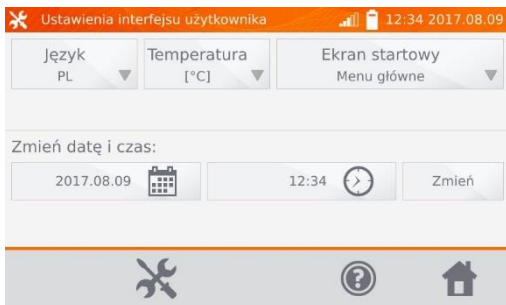 Ustawienia interfejsu użytkownika 12:34 2017.08.09
Język Temperatura Ekran startowy
PL [°C] Menu główne
Zmień datę i czas:
2017.08.09 12:34 Zmień